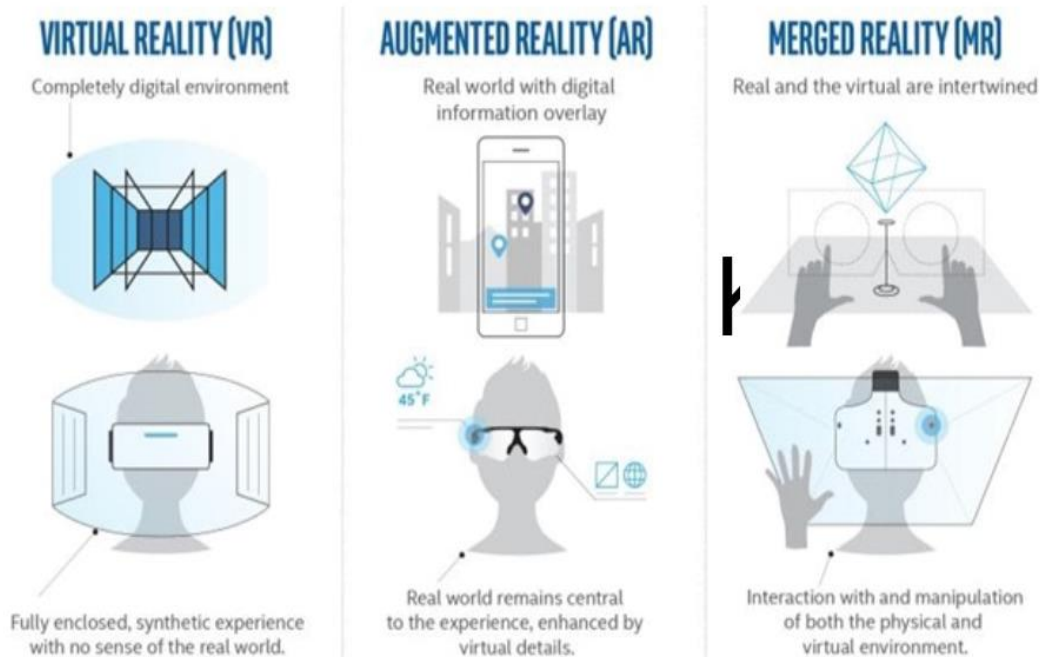 VIRTUAL REALITY (VR)
Completely digital environment
Fully enclosed, synthetic experience
with no sense of the real world.
AUGMENTED REALITY (AR)
Real world with digital
information overlay
45°F
Real world remains central
to the experience, enhanced by
virtual details.
MERGED REALITY (MR)
Real and the virtual are intertwined
Interaction with and manipulation
of both the physical and
virtual environment.